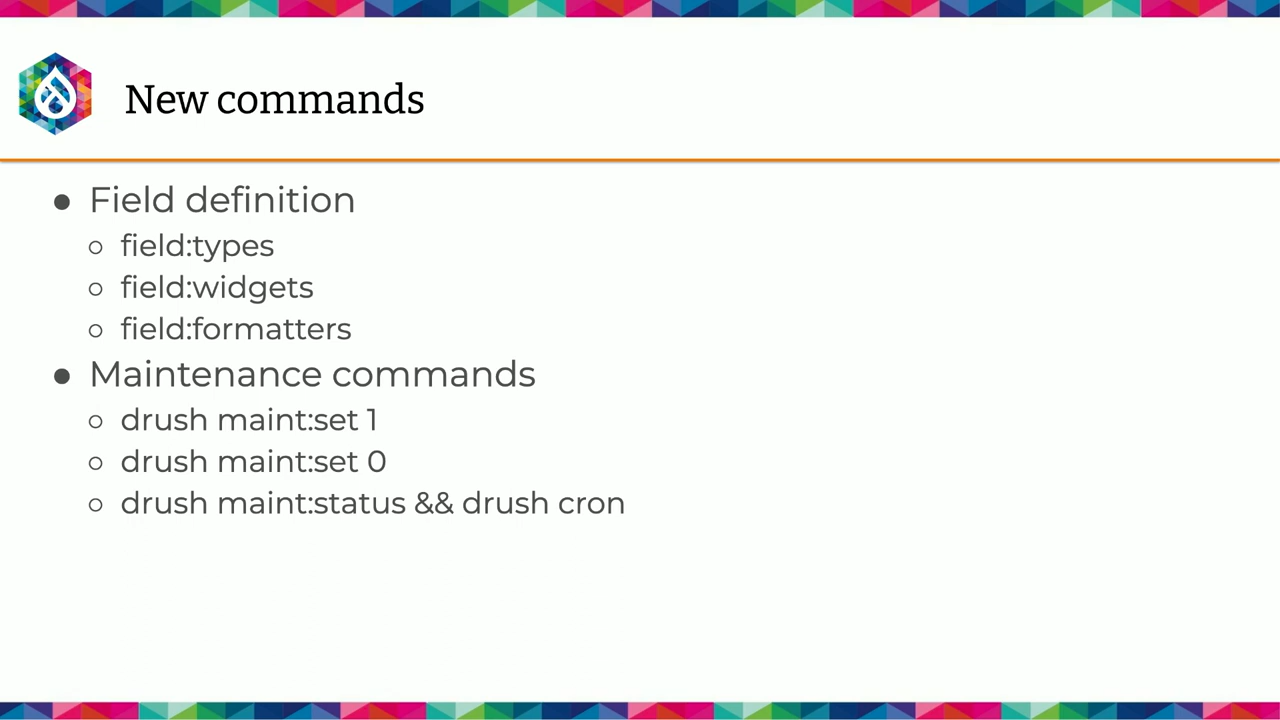 New commands
● Field definition
○ field:types
○ field:widgets
○ field:formatters
● Maintenance commands
○ drush maint:set 1
○ drush maint:set 0
○ drush maint:status && drush cron